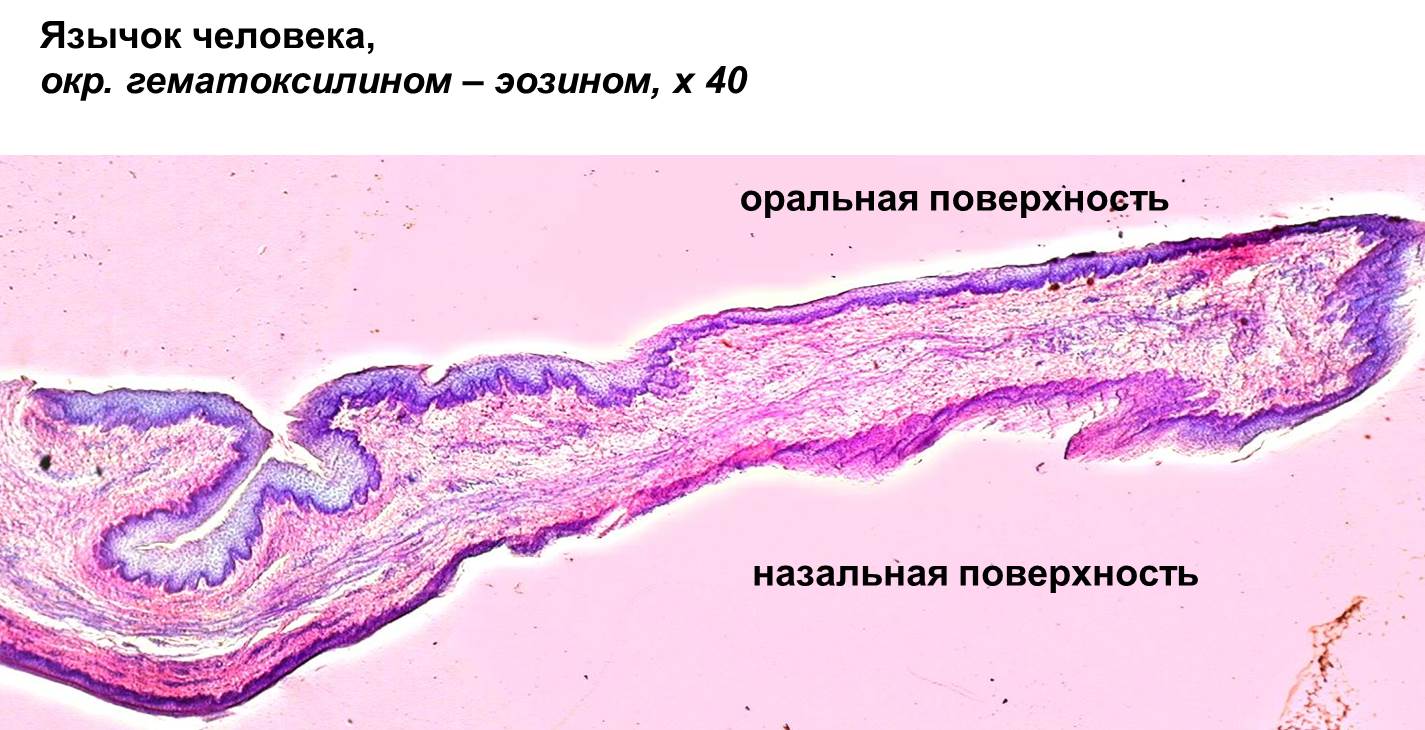 Язычок человека,
окр. гематоксилином – эозином, х 40
оральная поверхность
назальная поверхность